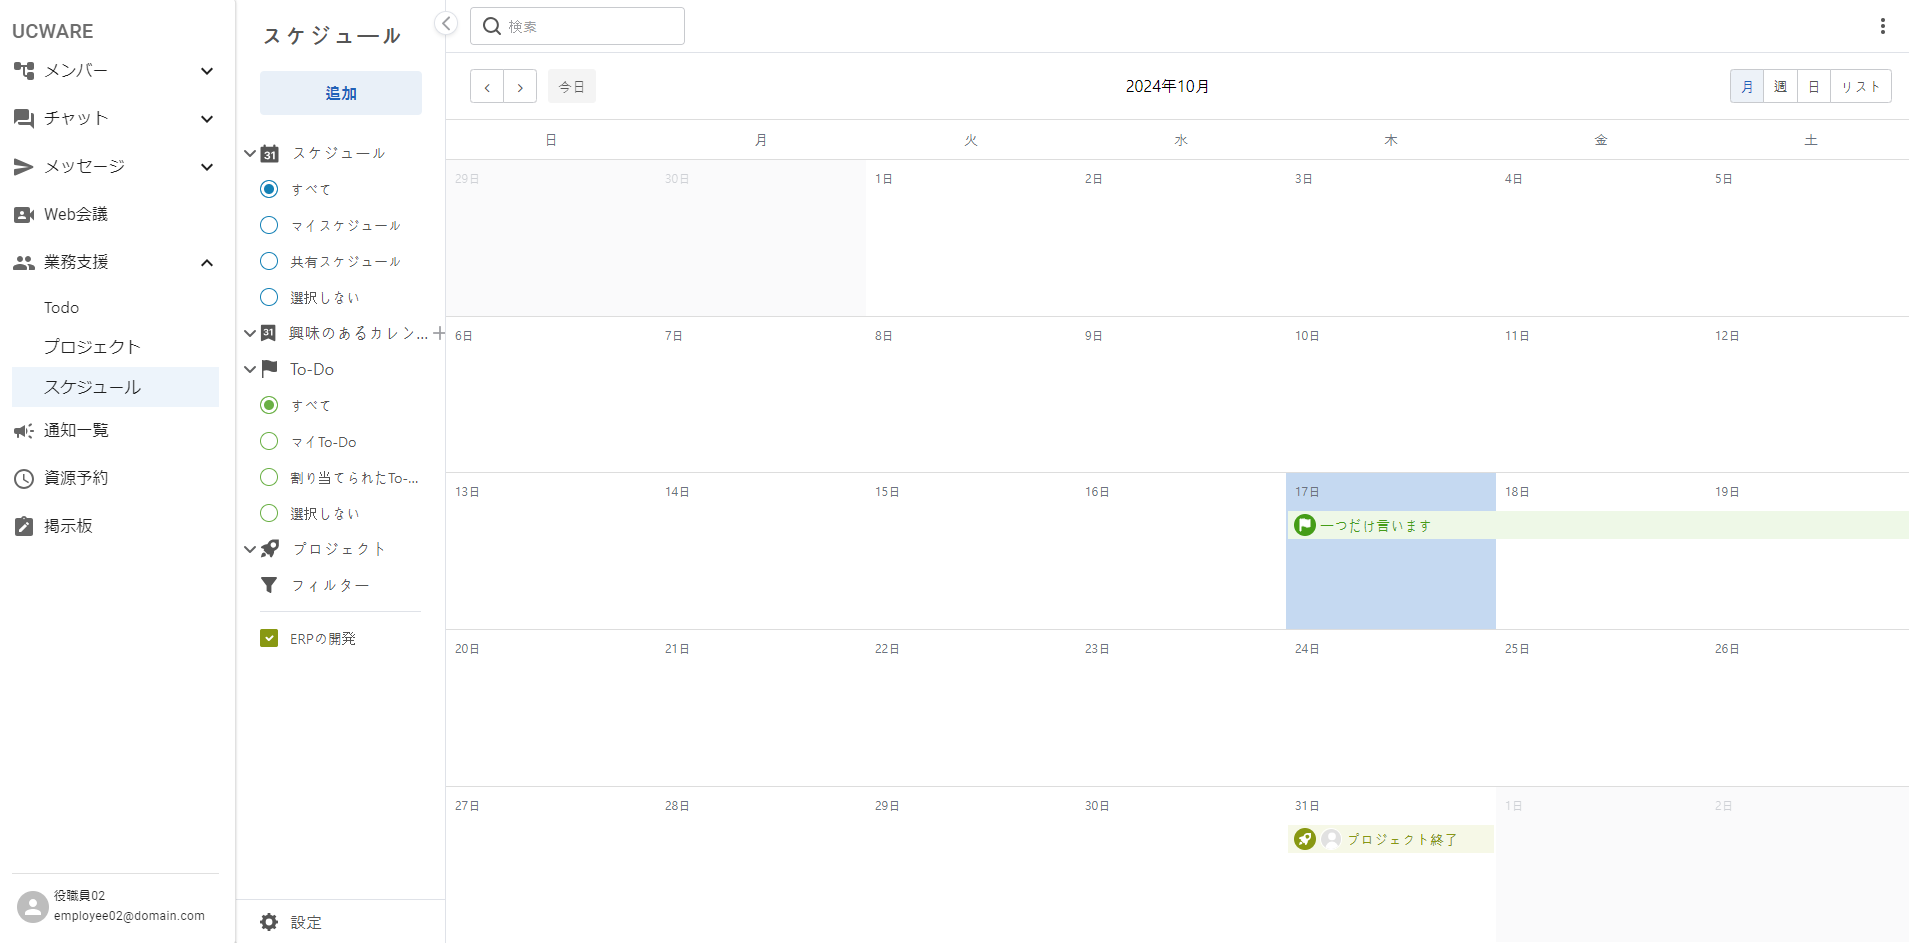 UCWARE
メンバー
チャット
メッセージ
Web会議
業務支援
Todo
プロジェクト
スケジュール
通知一覧
資源予約
掲示板
役職員02
employee02@domain.com
スケジュール
追加
31 スケジュール
すべて
マイスケジュール
共有スケジュール
選択しない
31 興味のあるカレン...
To-Do
すべて
マイTo-Do
割り当てられたTo-...
選択しない
プロジェクト
フィルター
ERPの開発
設定
検索
今日
2024年10月
月 週 日 リスト
日 月 火 水 木 金 土
29日 30日 1日 2日 3日 4日 5日
6日 7日 8日 9日 10日 11日 12日
13日 14日 15日 16日 17日 18日 19日
一つだけ言います
20日 21日 22日 23日 24日 25日 26日
27日 28日 29日 30日 31日 1日 2日
プロジェクト終了